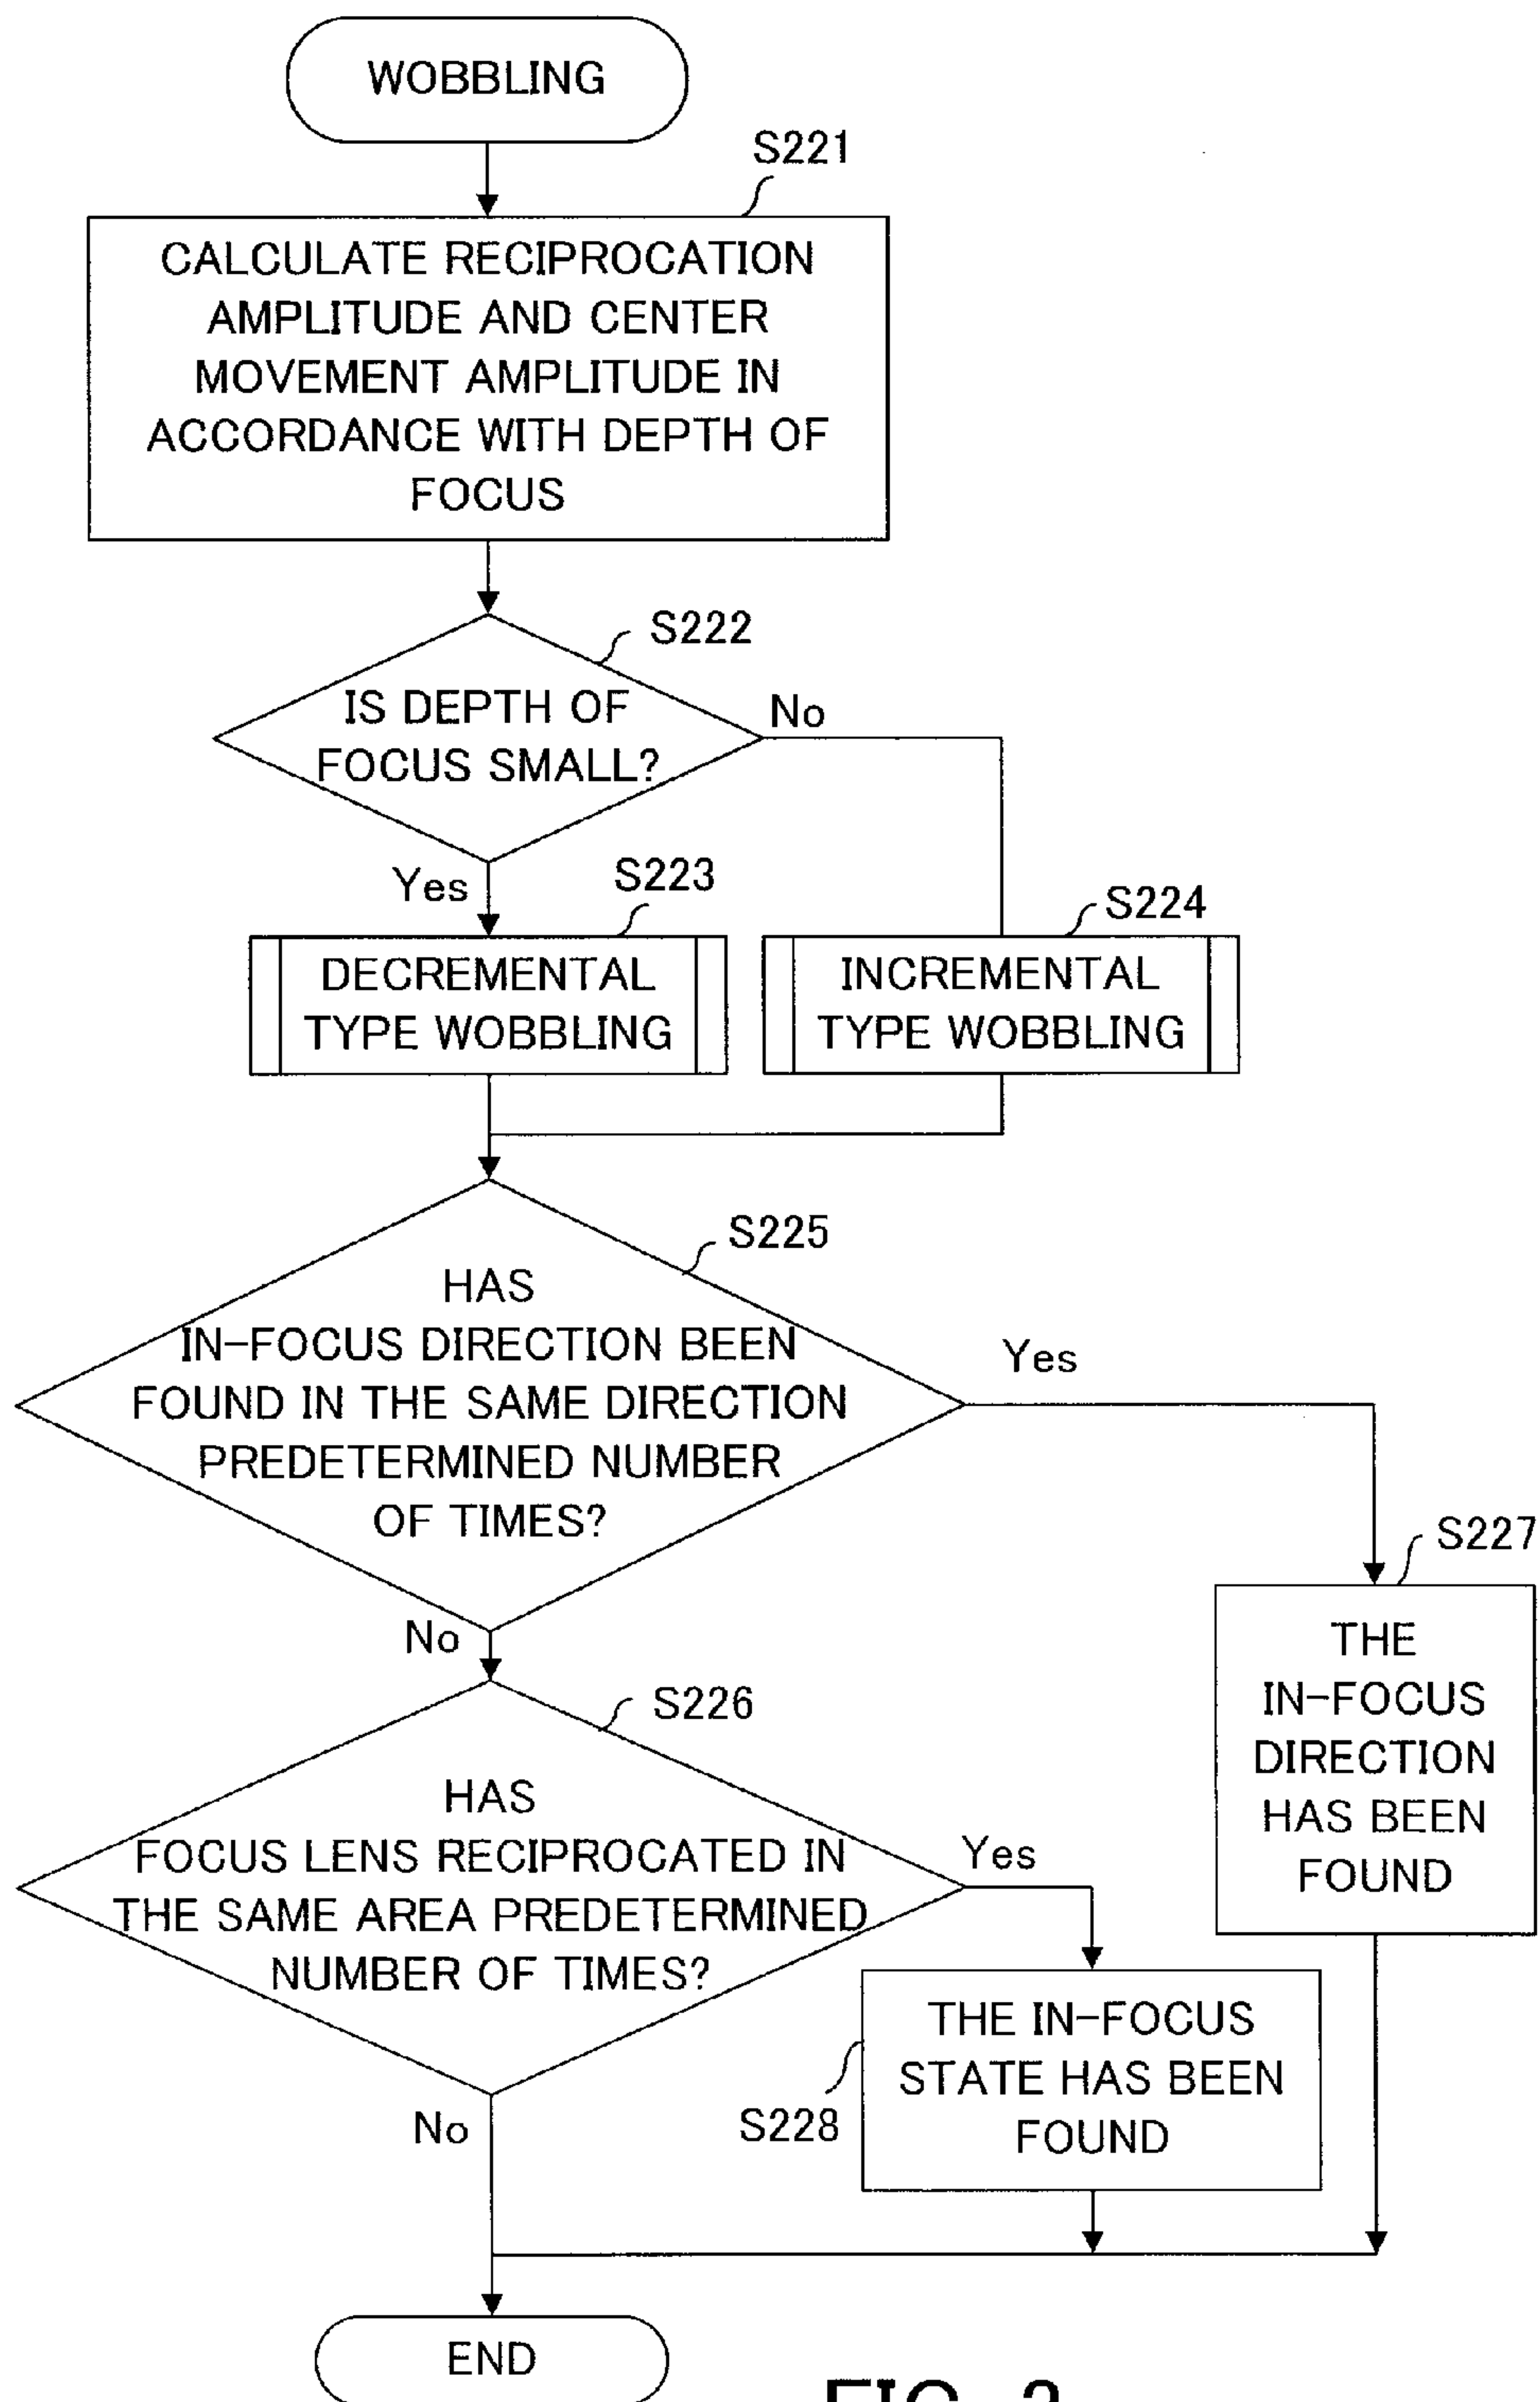 WOBBLING
S221
CALCULATE RECIPROCATION
AMPLITUDE AND CENTER
MOVEMENT AMPLITUDE IN
ACCORDANCE WITH DEPTH OF
FOCUS
S222
IS DEPTH OF
FOCUS SMALL?
No
Yes
S223
DECREMENTAL
TYPE WOBBLING
S224
INCREMENTAL
TYPE WOBBLING
S225
HAS
IN-FOCUS DIRECTION BEEN
FOUND IN THE SAME DIRECTION
PREDETERMINED NUMBER
OF TIMES?
Yes
No
S227
THE
IN-FOCUS
DIRECTION
HAS BEEN
FOUND
S226
HAS
FOCUS LENS RECIPROCATED IN
THE SAME AREA PREDETERMINED
NUMBER OF TIMES?
Yes
No
S228
THE IN-FOCUS
STATE HAS BEEN
FOUND
END